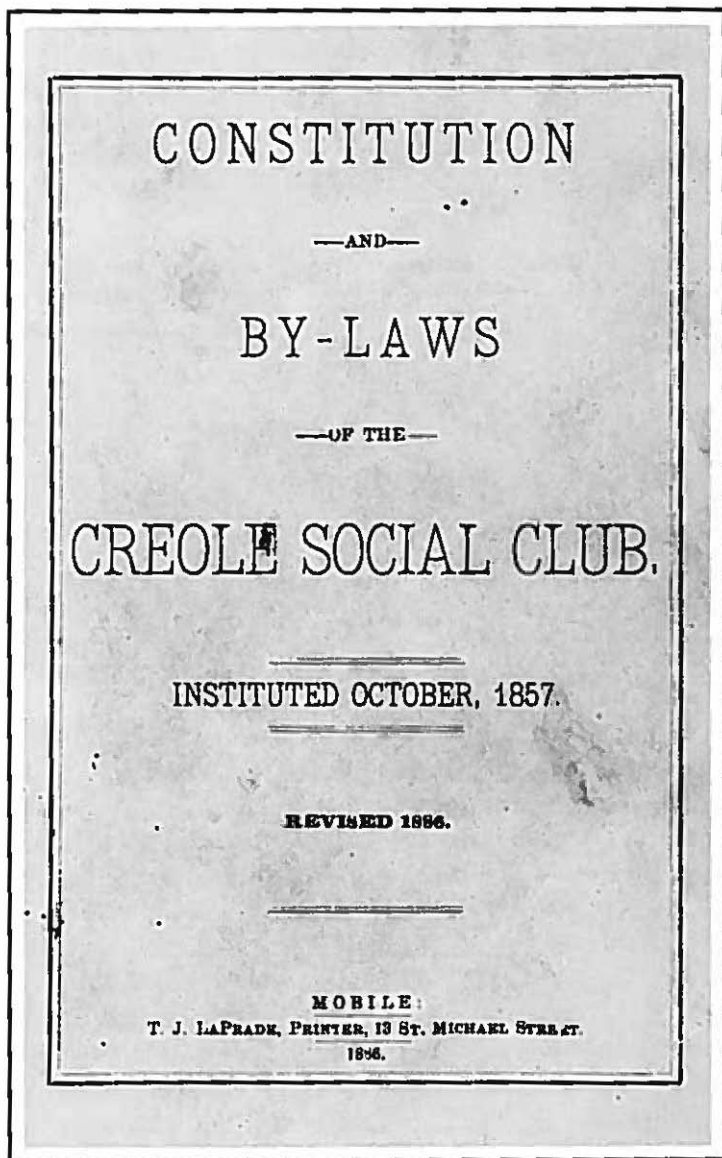 CONSTITUTION
—AND—
BY-LAWS
—OF THE—
CREOLE SOCIAL CLUB.
INSTITUTED OCTOBER, 1857.
REVISED 1886.
MOBILE:
T. J. LAPRADE, PRINTER, 13 ST. MICHAEL STREET.
1886.